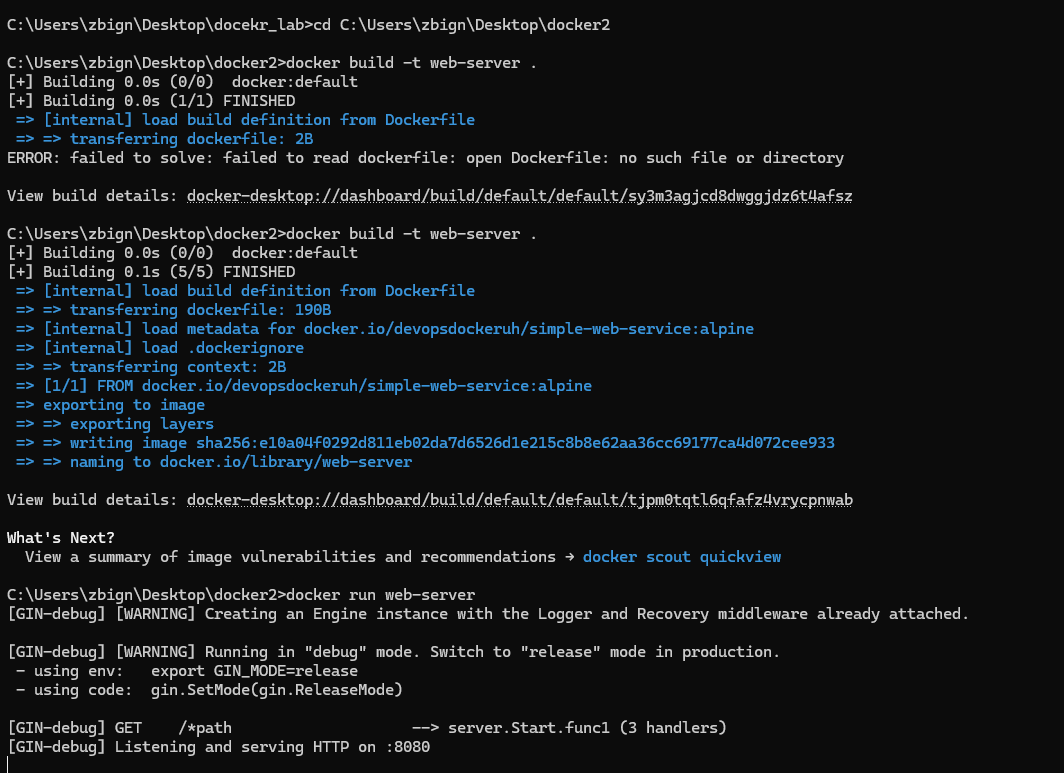 C:\Users\zbign\Desktop\docekr_lab>cd C:\Users\zbign\Desktop\docker2
C:\Users\zbign\Desktop\docker2>docker build -t web-server .
[+] Building 0.0s (0/0)  docker:default
[+] Building 0.0s (1/1) FINISHED
=> [internal] load build definition from Dockerfile
=> => transferring dockerfile: 2B
ERROR: failed to solve: failed to read dockerfile: open Dockerfile: no such file or directory
View build details: docker-desktop://dashboard/build/default/default/sy3m3agjcd8dwggjdz6t4afsz
C:\Users\zbign\Desktop\docker2>docker build -t web-server .
[+] Building 0.0s (0/0)  docker:default
[+] Building 0.1s (5/5) FINISHED
=> [internal] load build definition from Dockerfile
=> => transferring dockerfile: 190B
=> [internal] load metadata for docker.io/devopsdockeruh/simple-web-service:alpine
=> [internal] load .dockerignore
=> => transferring context: 2B
=> [1/1] FROM docker.io/devopsdockeruh/simple-web-service:alpine
=> exporting to image
=> => exporting layers
=> => writing image sha256:e10a04f0292d811eb02da7d6526d1e215c8b8e62aa36cc69177ca4d072cee933
=> => naming to docker.io/library/web-server
View build details: docker-desktop://dashboard/build/default/default/tjpm0tqtl6qfafz4vrycpnwab
What's Next?
View a summary of image vulnerabilities and recommendations → docker scout quickview
C:\Users\zbign\Desktop\docker2>docker run web-server
[GIN-debug] [WARNING] Creating an Engine instance with the Logger and Recovery middleware already attached.
[GIN-debug] [WARNING] Running in "debug" mode. Switch to "release" mode in production.
- using env:   export GIN_MODE=release
- using code:  gin.SetMode(gin.ReleaseMode)
[GIN-debug] GET    /*path                    --> server.Start.func1 (3 handlers)
[GIN-debug] Listening and serving HTTP on :8080